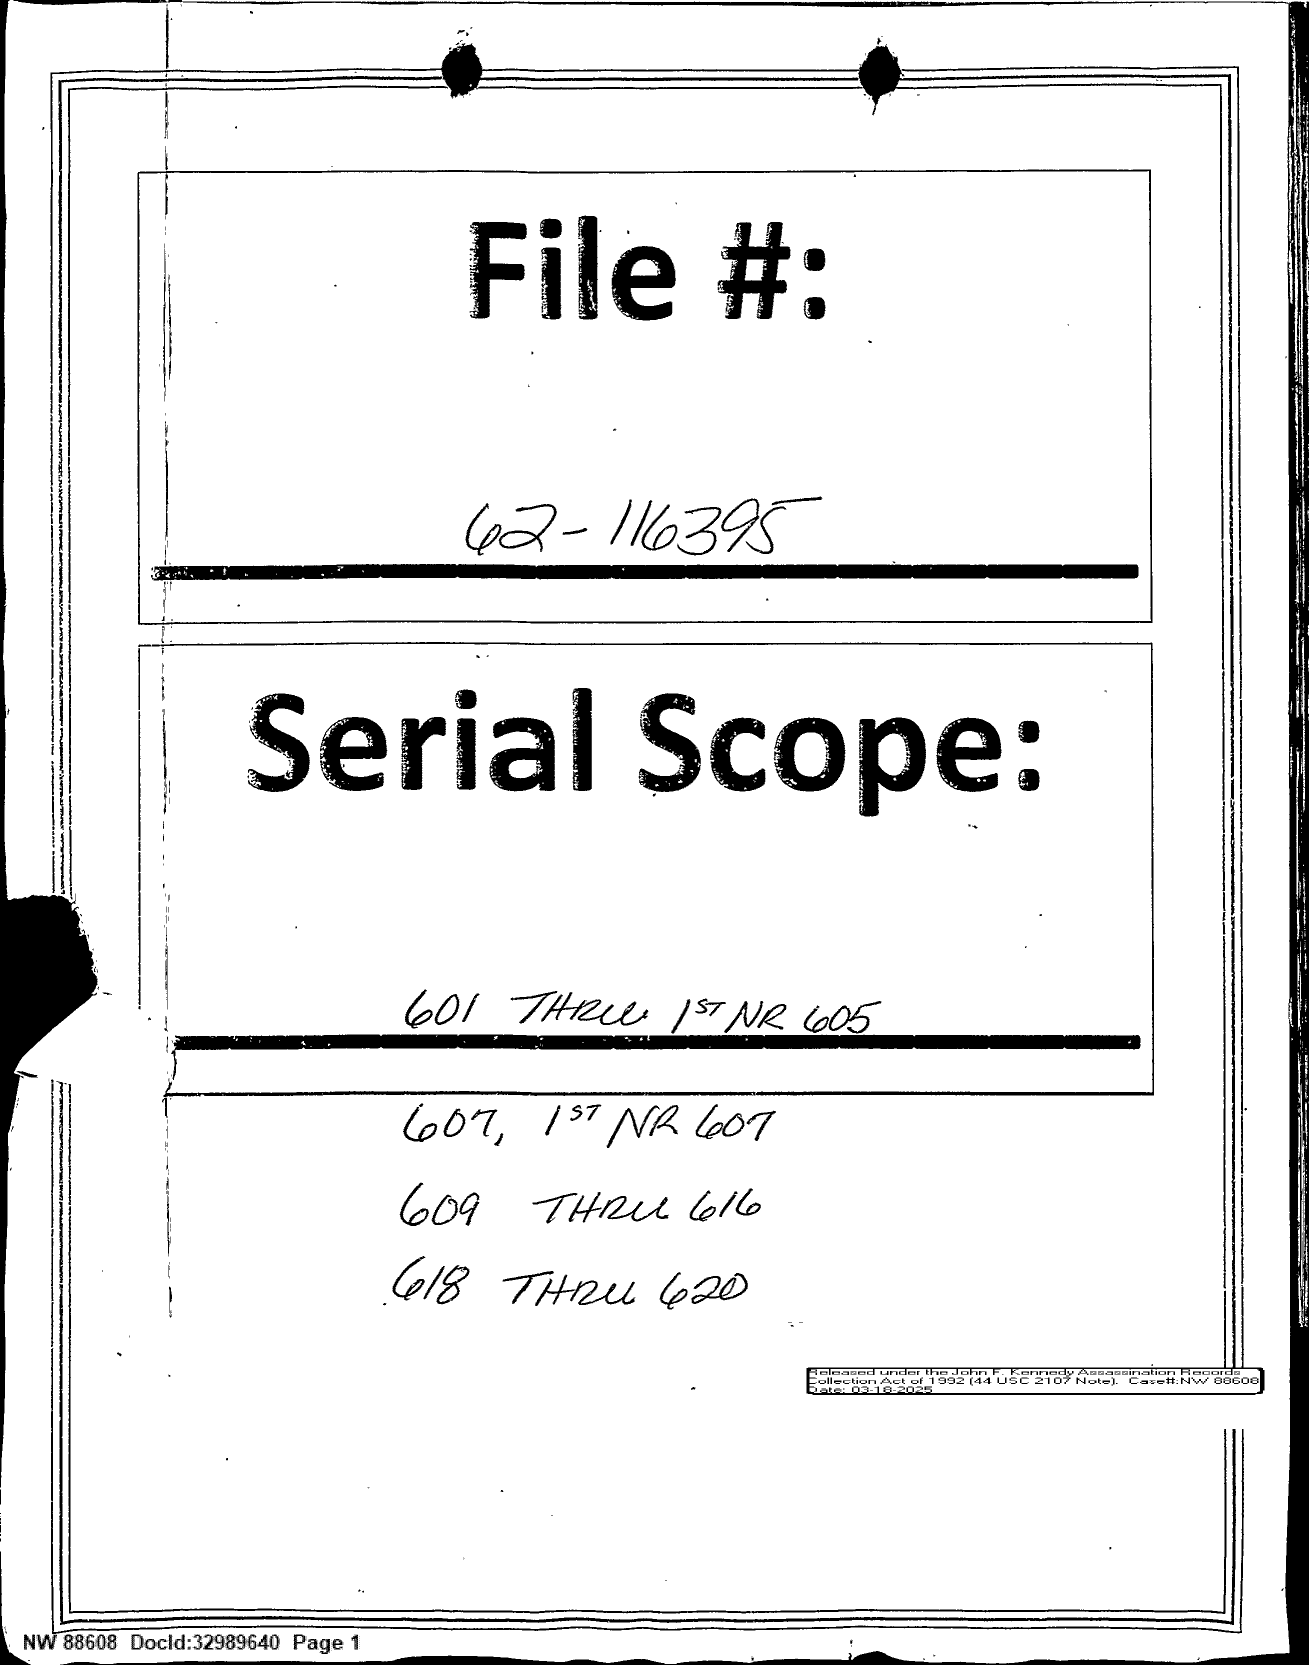 File #:
62-116395
Serial Scope:
601 THRU 1ST NR 605
607, 1ST NR 607
609 THRU 616
618 THRU 620
Released under the John F. Kennedy Assassination Records
Collection Act of 1992 (44 USC 2107 Note). Case#:NW 88608
Date: 03-18-2025
NW 88608 DocId:32989640 Page 1